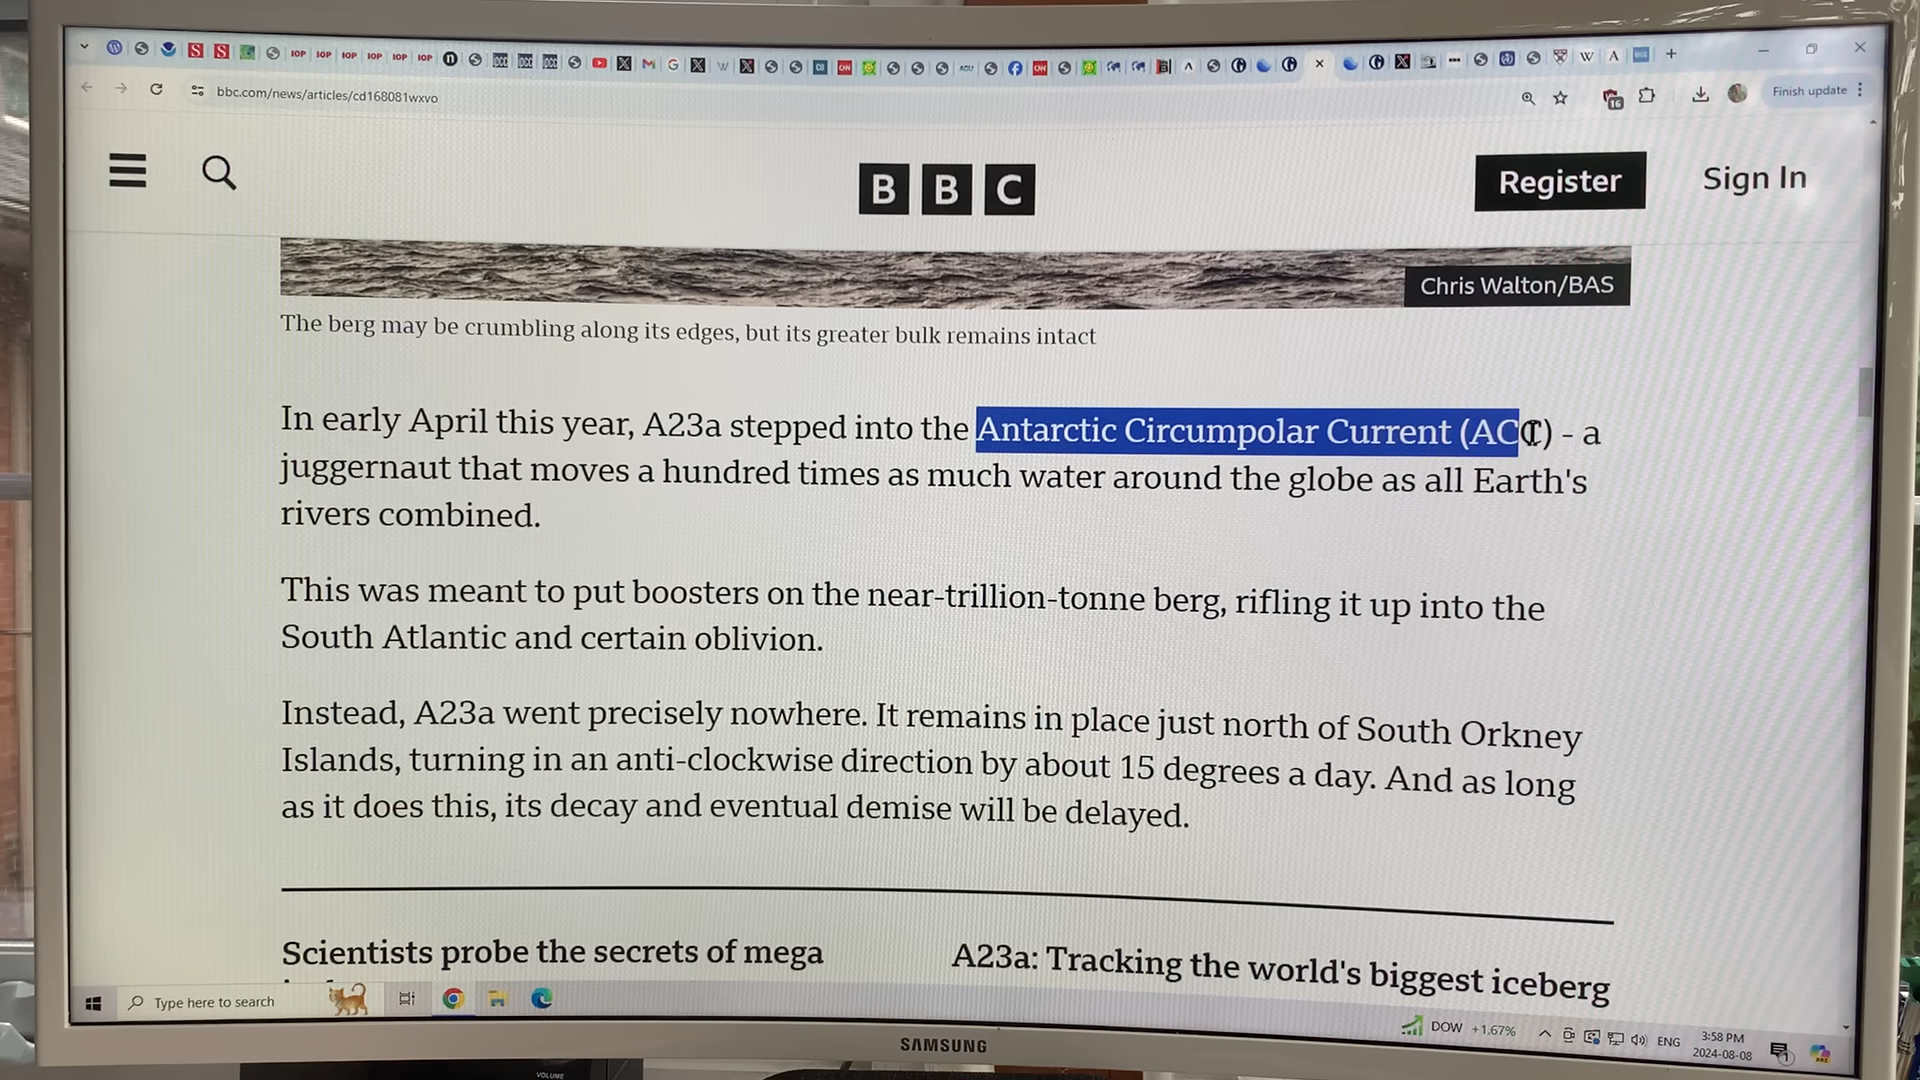 bbc.com/news/articles/cd168081wxvo
Finish update
BBC
Register
Sign In
Chris Walton/BAS
The berg may be crumbling along its edges, but its greater bulk remains intact
In early April this year, A23a stepped into the Antarctic Circumpolar Current (ACC) - a
juggernaut that moves a hundred times as much water around the globe as all Earth's
rivers combined.
This was meant to put boosters on the near-trillion-tonne berg, rifling it up into the
South Atlantic and certain oblivion.
Instead, A23a went precisely nowhere. It remains in place just north of South Orkney
Islands, turning in an anti-clockwise direction by about 15 degrees a day. And as long
as it does this, its decay and eventual demise will be delayed.
Scientists probe the secrets of mega
A23a: Tracking the world's biggest iceberg
Type here to search
DOW +1.67%
ENG
3:58 PM
2024-08-08
SAMSUNG
VOLUME